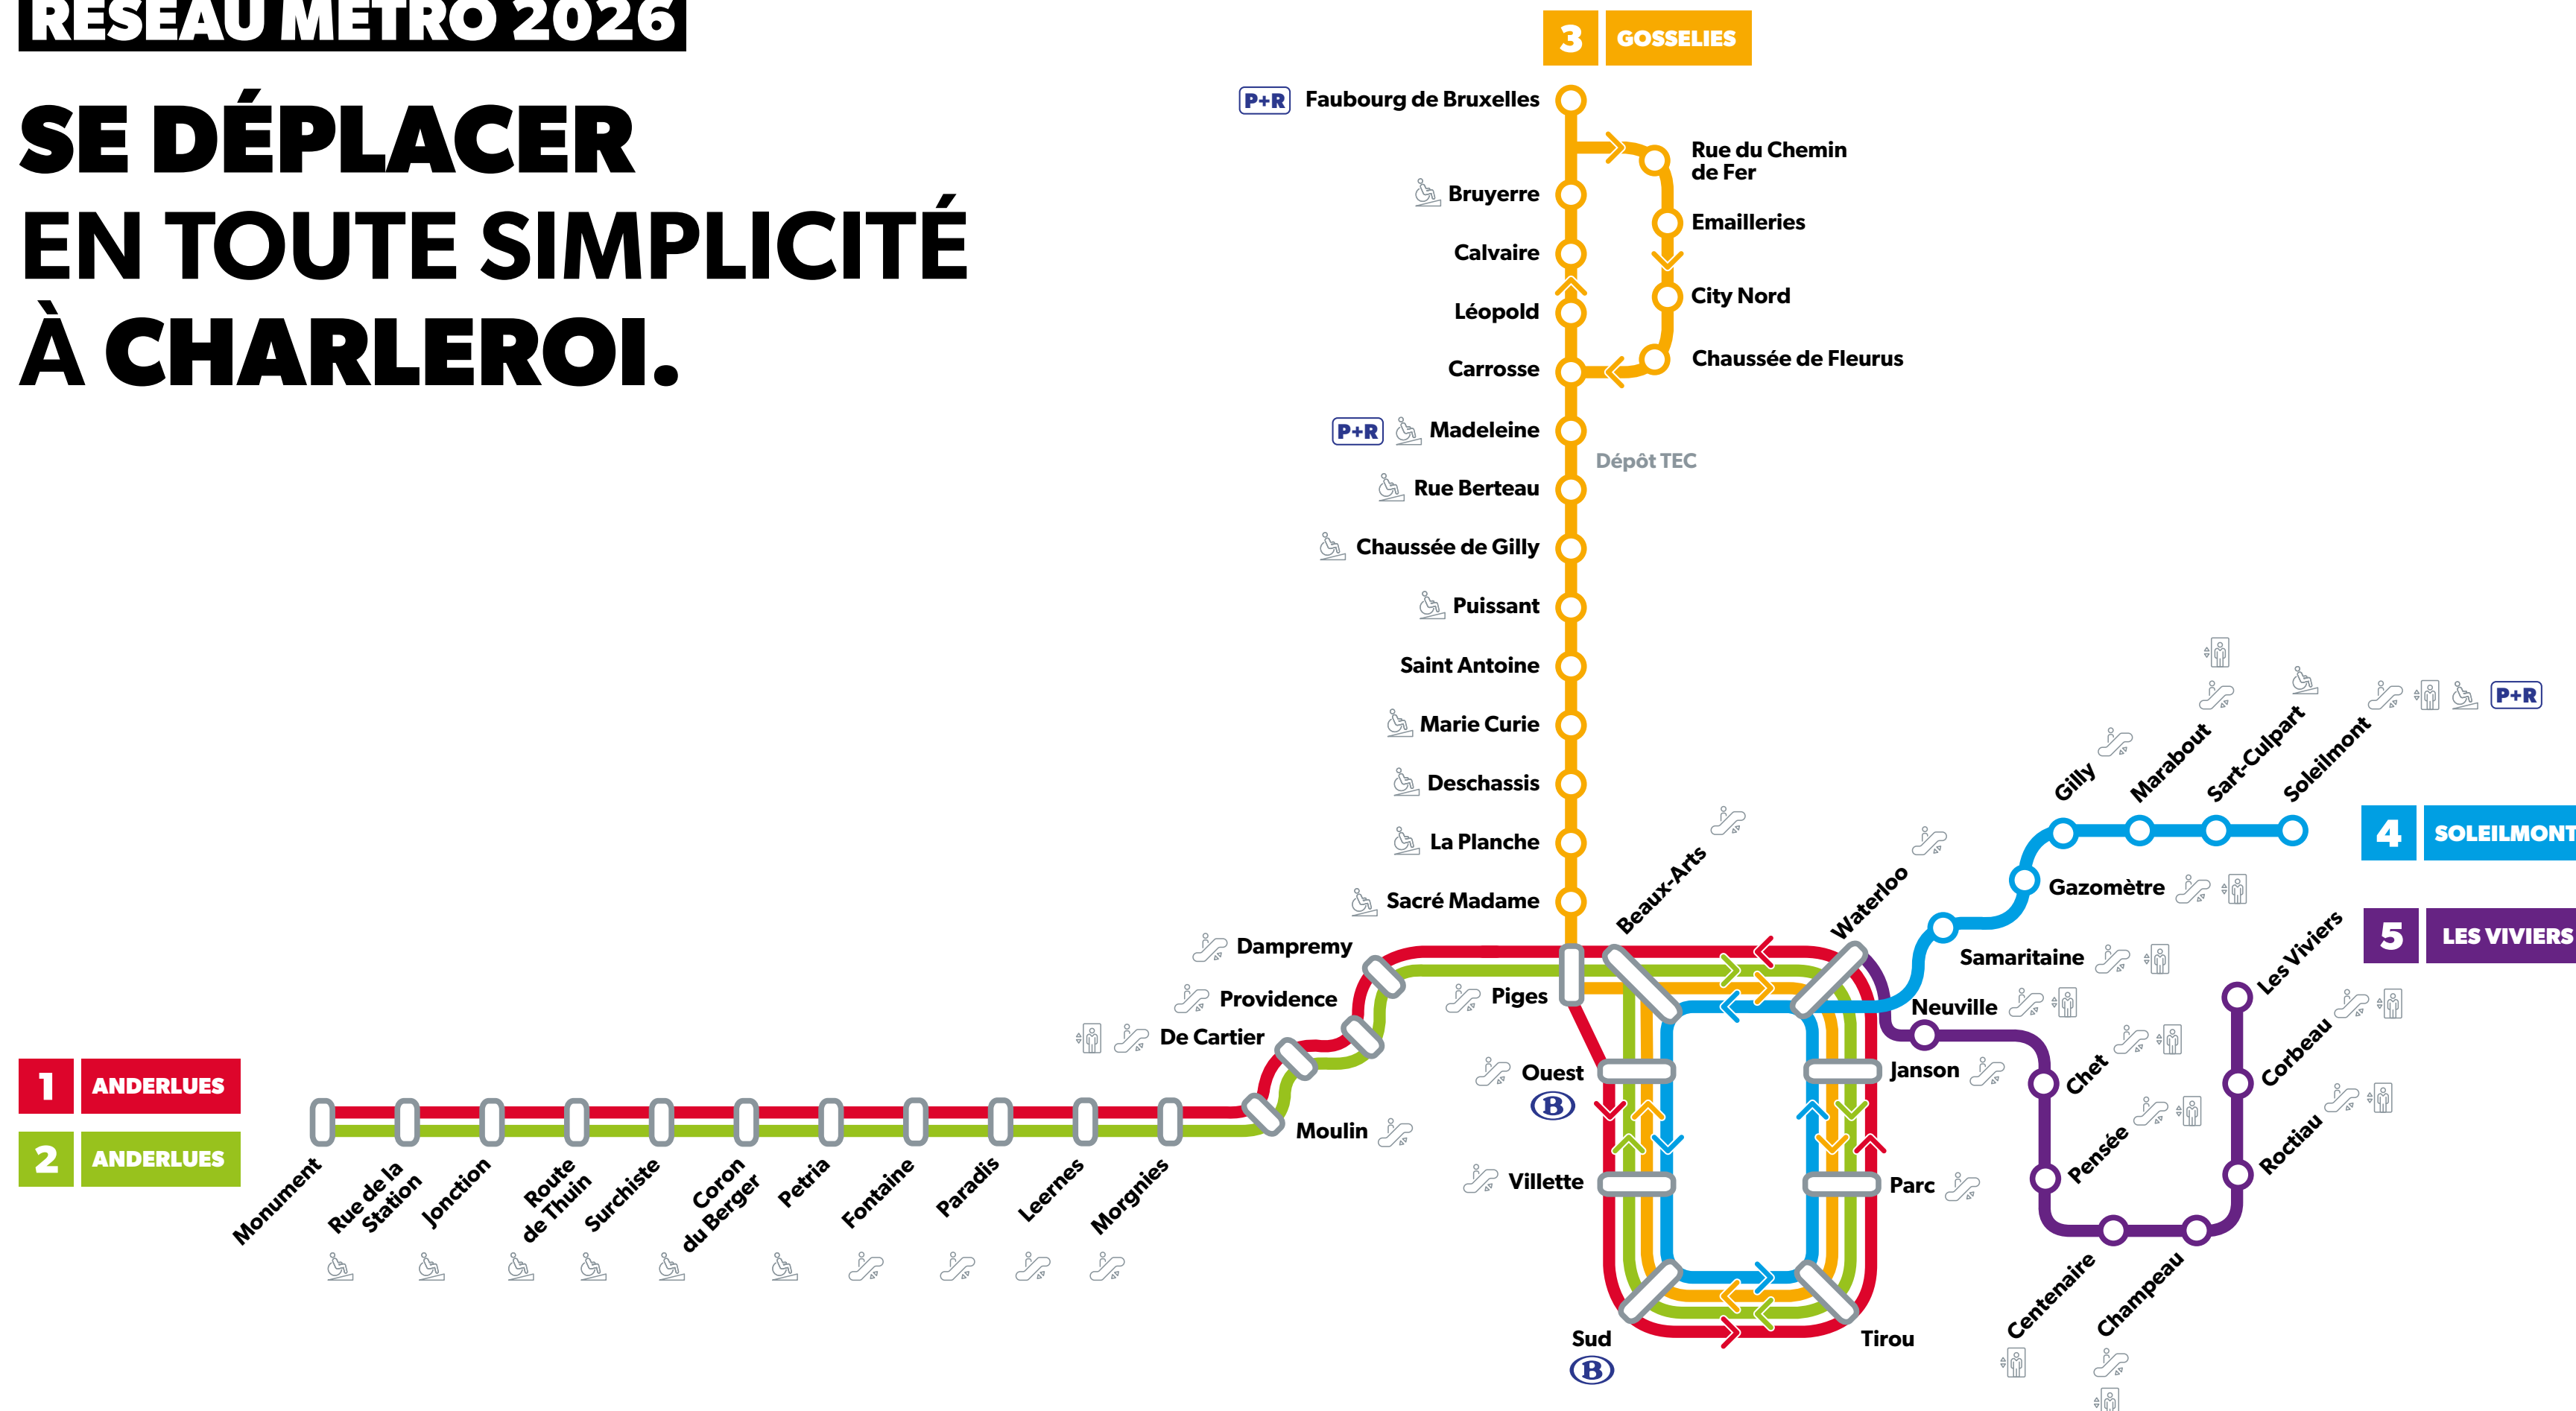 RÉSEAU MÉTRO 2026
SE DÉPLACER
EN TOUTE SIMPLICITÉ
À CHARLEROI.
3 GOSSELIES
P+R Faubourg de Bruxelles
Rue du Chemin
de Fer
Bruyerre
Emailleries
Calvaire
City Nord
Léopold
Chaussée de Fleurus
Carrosse
P+R Madeleine
Dépôt TEC
Rue Berteau
Chaussée de Gilly
Puissant
Saint Antoine
Marie Curie
Deschassis
La Planche
Sacré Madame
Beaux-Arts
Waterloo
Gilly
Marabout
Sart-Culpart
Soleilmont
P+R
4 SOLEILMONT
Gazomètre
5 LES VIVIERS
Samaritaine
Les Viviers
Dampremy
Providence
Piges
Neuville
De Cartier
Corbeau
Chet
Ouest
B
Janson
1 ANDERLUES
2 ANDERLUES
Moulin
Pensée
Roctiau
Villette
Parc
Monument
Rue de la
Station
Jonction
Route
de Thuin
Surchiste
Coron
du Berger
Petria
Fontaine
Paradis
Leernes
Morgnies
Centenaire
Champeau
Sud
B
Tirou